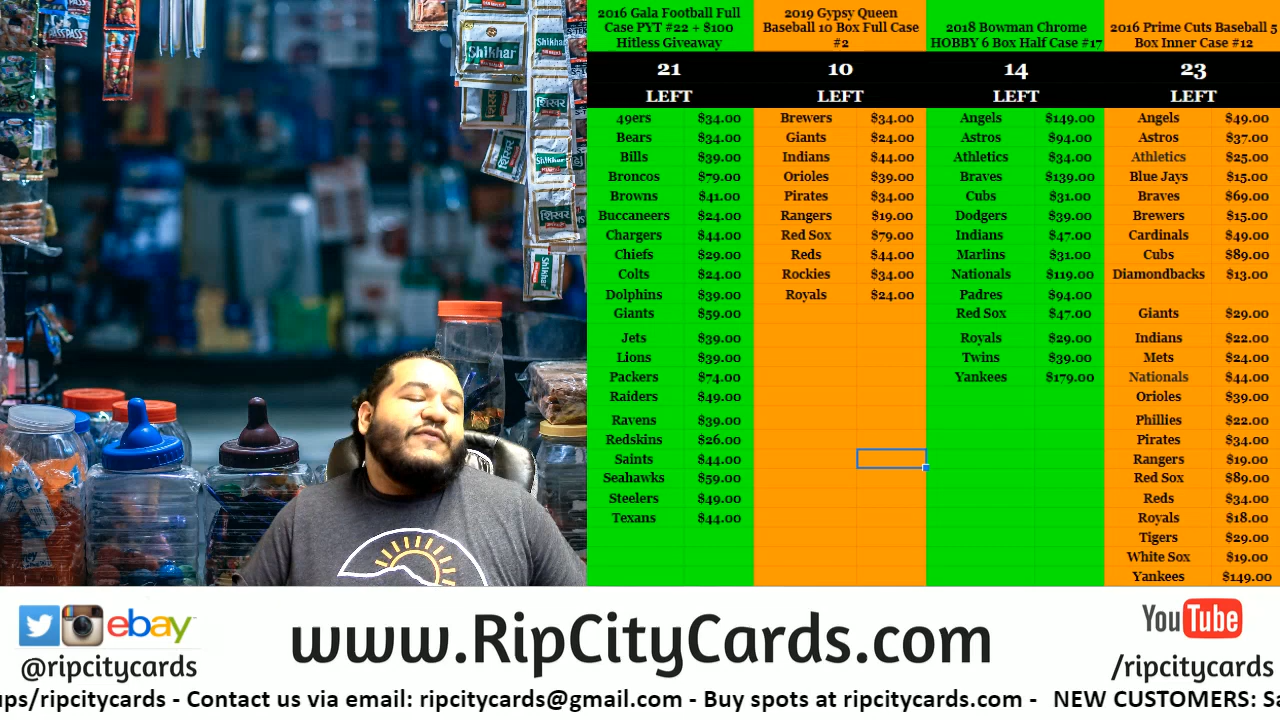 Shikhar
Shikhar
शिखर
Shikhar
शिखर
Shikhar
2016 Gala Football Full
Case PYT #22 + $100
Hitless Giveaway
21
LEFT
49ers $34.00
Bears $34.00
Bills $39.00
Broncos $79.00
Browns $41.00
Buccaneers $24.00
Chargers $44.00
Chiefs $29.00
Colts $24.00
Dolphins $39.00
Giants $59.00
Jets $39.00
Lions $39.00
Packers $74.00
Raiders $49.00
Ravens $39.00
Redskins $26.00
Saints $44.00
Seahawks $59.00
Steelers $49.00
Texans $44.00
2019 Gypsy Queen
Baseball 10 Box Full Case
#2
10
LEFT
Brewers $34.00
Giants $24.00
Indians $44.00
Orioles $39.00
Pirates $34.00
Rangers $19.00
Red Sox $79.00
Reds $44.00
Rockies $34.00
Royals $24.00
2018 Bowman Chrome
HOBBY 6 Box Half Case #17
14
LEFT
Angels $149.00
Astros $94.00
Athletics $34.00
Braves $139.00
Cubs $31.00
Dodgers $39.00
Indians $47.00
Marlins $31.00
Nationals $119.00
Padres $94.00
Red Sox $47.00
Royals $29.00
Twins $39.00
Yankees $179.00
2016 Prime Cuts Baseball 5
Box Inner Case #12
23
LEFT
Angels $49.00
Astros $37.00
Athletics $25.00
Blue Jays $15.00
Braves $69.00
Brewers $15.00
Cardinals $49.00
Cubs $89.00
Diamondbacks $13.00
Giants $29.00
Indians $22.00
Mets $24.00
Nationals $44.00
Orioles $39.00
Phillies $22.00
Pirates $34.00
Rangers $19.00
Red Sox $89.00
Reds $34.00
Royals $18.00
Tigers $29.00
White Sox $19.00
Yankees $149.00
ebay
@ripcitycards
www.RipCityCards.com
YouTube
/ripcitycards
ups/ripcitycards - Contact us via email: ripcitycards@gmail.com - Buy spots at ripcitycards.com - NEW CUSTOMERS: Sa